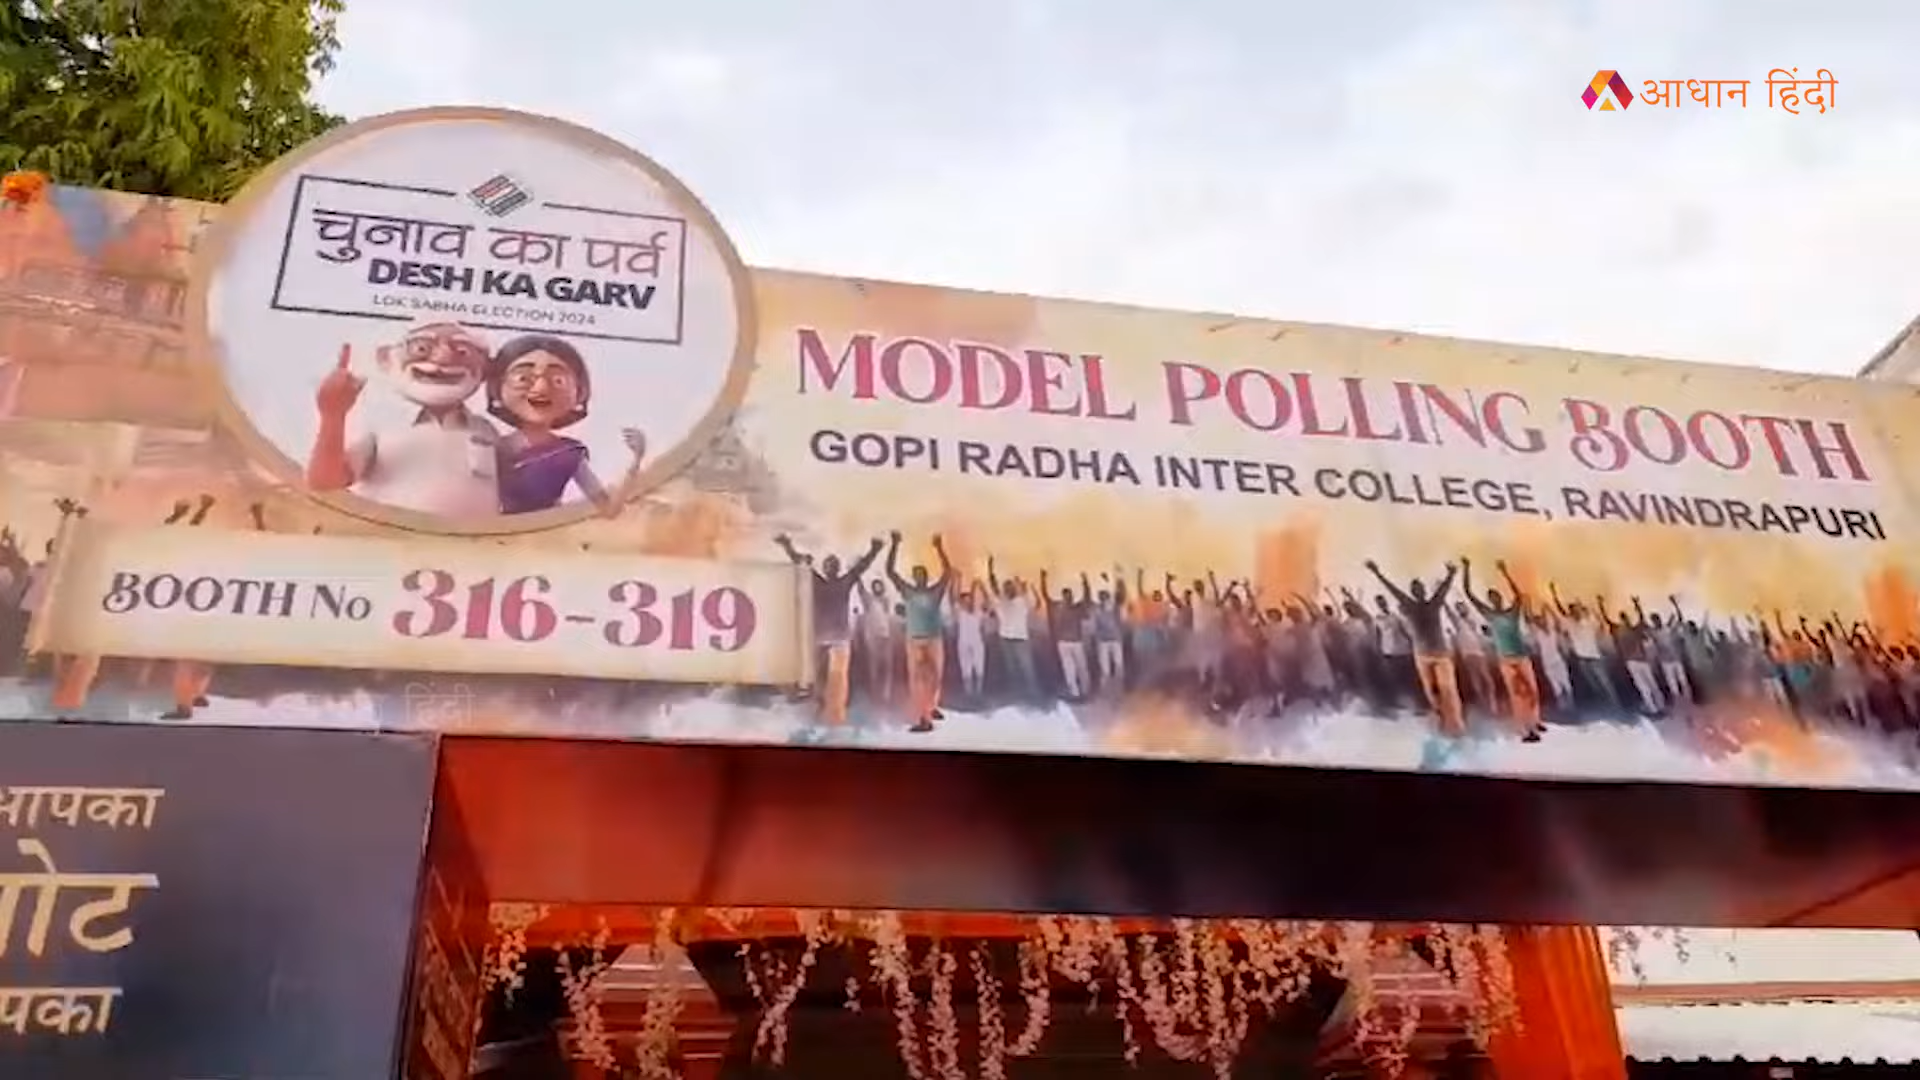 आधान हिंदी
चुनाव का पर्व
DESH KA GARV
LOK SABHA ELECTION 2024
MODEL POLLING BOOTH
GOPI RADHA INTER COLLEGE, RAVINDRAPURI
BOOTH No 316-319
आपका